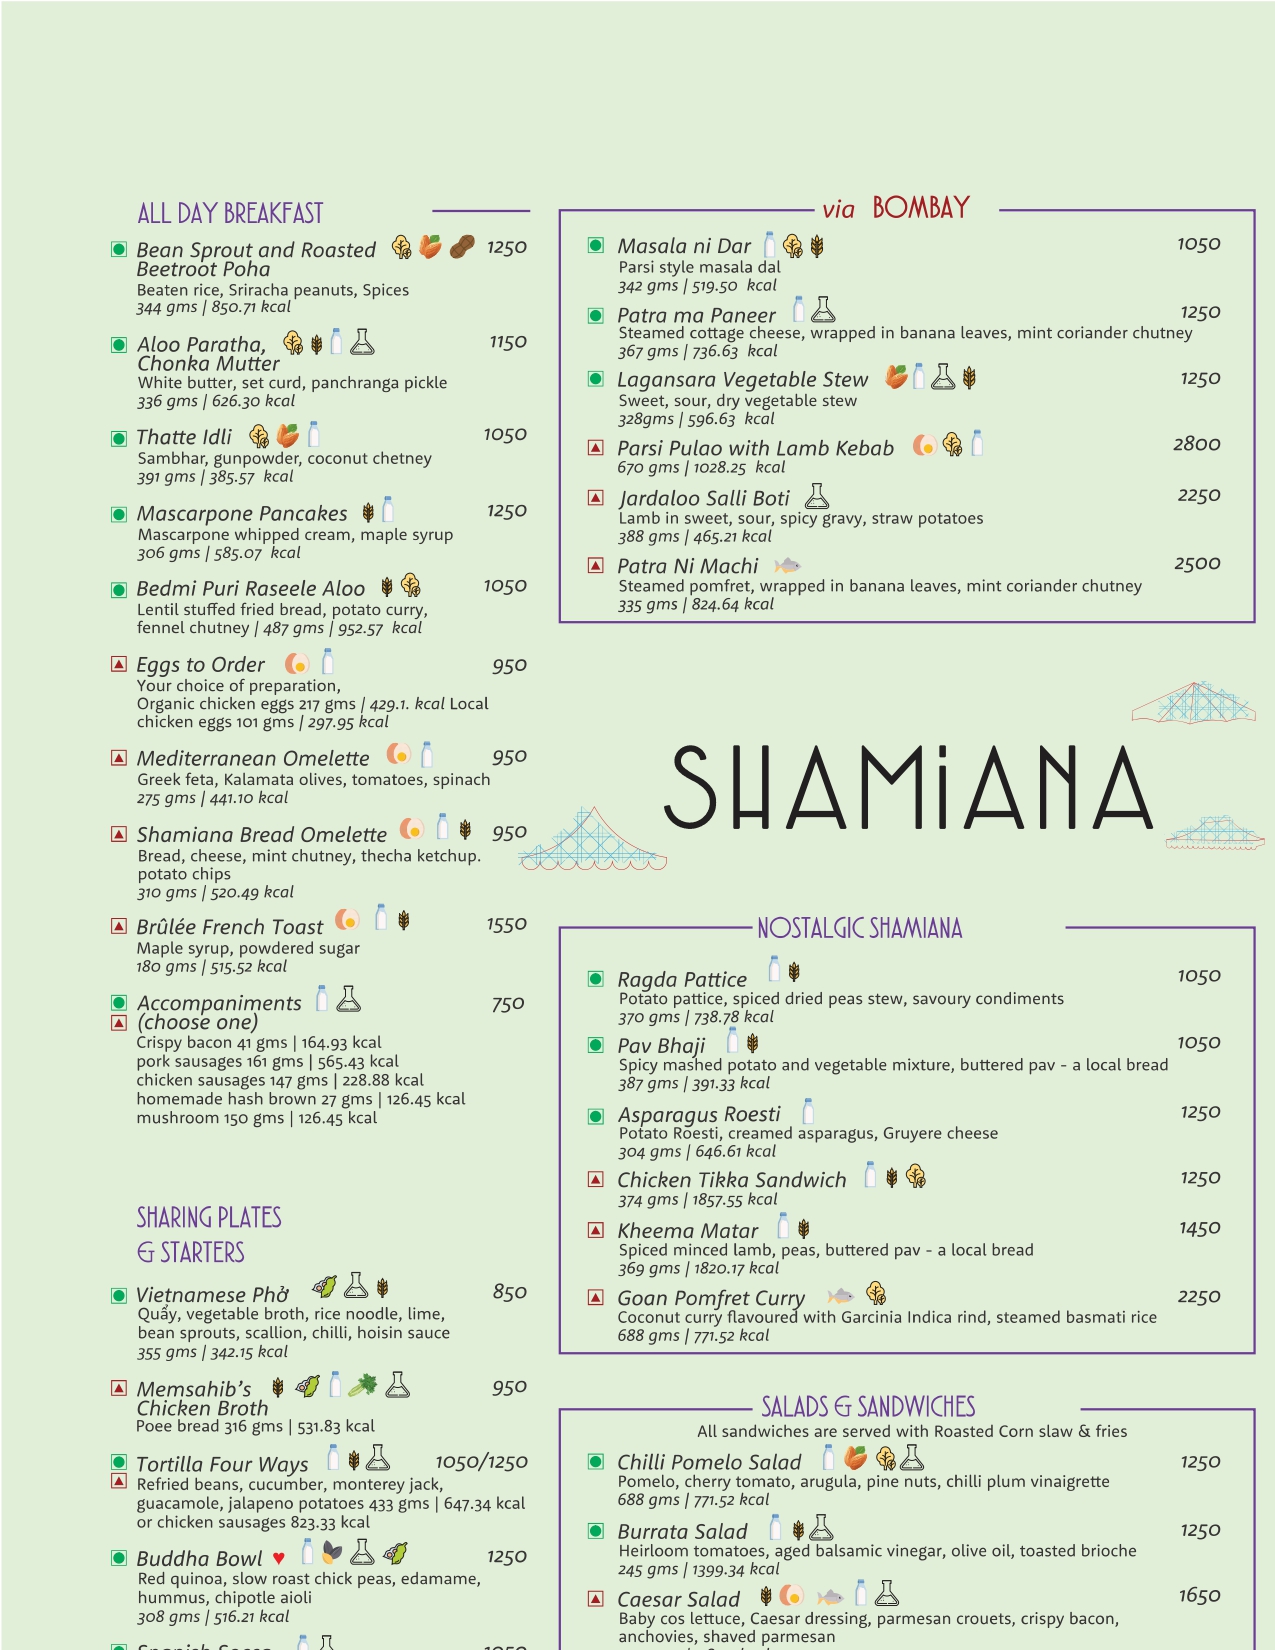 ALL DAY BREAKFAST
Bean Sprout and Roasted 1250
Beetroot Poha
Beaten rice, Sriracha peanuts, Spices
344 gms | 850.71 kcal
Aloo Paratha, 1150
Chonka Mutter
White butter, set curd, panchranga pickle
336 gms | 626.30 kcal
Thatte Idli 1050
Sambhar, gunpowder, coconut chetney
391 gms | 385.57 kcal
Mascarpone Pancakes 1250
Mascarpone whipped cream, maple syrup
306 gms | 585.07 kcal
Bedmi Puri Raseele Aloo 1050
Lentil stuffed fried bread, potato curry,
fennel chutney | 487 gms | 952.57 kcal
Eggs to Order 950
Your choice of preparation,
Organic chicken eggs 217 gms | 429.1. kcal Local
chicken eggs 101 gms | 297.95 kcal
Mediterranean Omelette 950
Greek feta, Kalamata olives, tomatoes, spinach
275 gms | 441.10 kcal
Shamiana Bread Omelette 950
Bread, cheese, mint chutney, thecha ketchup.
potato chips
310 gms | 520.49 kcal
Brûlée French Toast 1550
Maple syrup, powdered sugar
180 gms | 515.52 kcal
Accompaniments 750
(choose one)
Crispy bacon 41 gms | 164.93 kcal
pork sausages 161 gms | 565.43 kcal
chicken sausages 147 gms | 228.88 kcal
homemade hash brown 27 gms | 126.45 kcal
mushroom 150 gms | 126.45 kcal
SHARING PLATES
& STARTERS
Vietnamese Phở 850
Quẩy, vegetable broth, rice noodle, lime,
bean sprouts, scallion, chilli, hoisin sauce
355 gms | 342.15 kcal
Memsahib's 950
Chicken Broth
Poee bread 316 gms | 531.83 kcal
Tortilla Four Ways 1050/1250
Refried beans, cucumber, monterey jack,
guacamole, jalapeno potatoes 433 gms | 647.34 kcal
or chicken sausages 823.33 kcal
Buddha Bowl 1250
Red quinoa, slow roast chick peas, edamame,
hummus, chipotle aioli
308 gms | 516.21 kcal
via BOMBAY
Masala ni Dar 1050
Parsi style masala dal
342 gms | 519.50 kcal
Patra ma Paneer 1250
Steamed cottage cheese, wrapped in banana leaves, mint coriander chutney
367 gms | 736.63 kcal
Lagansara Vegetable Stew 1250
Sweet, sour, dry vegetable stew
328gms | 596.63 kcal
Parsi Pulao with Lamb Kebab 2800
670 gms | 1028.25 kcal
Jardaloo Salli Boti 2250
Lamb in sweet, sour, spicy gravy, straw potatoes
388 gms | 465.21 kcal
Patra Ni Machi 2500
Steamed pomfret, wrapped in banana leaves, mint coriander chutney
335 gms | 824.64 kcal
SHAMiANA
NOSTALGIC SHAMIANA
Ragda Pattice 1050
Potato pattice, spiced dried peas stew, savoury condiments
370 gms | 738.78 kcal
Pav Bhaji 1050
Spicy mashed potato and vegetable mixture, buttered pav - a local bread
387 gms | 391.33 kcal
Asparagus Roesti 1250
Potato Roesti, creamed asparagus, Gruyere cheese
304 gms | 646.61 kcal
Chicken Tikka Sandwich 1250
374 gms | 1857.55 kcal
Kheema Matar 1450
Spiced minced lamb, peas, buttered pav - a local bread
369 gms | 1820.17 kcal
Goan Pomfret Curry 2250
Coconut curry flavoured with Garcinia Indica rind, steamed basmati rice
688 gms | 771.52 kcal
SALADS & SANDWICHES
All sandwiches are served with Roasted Corn slaw & fries
Chilli Pomelo Salad 1250
Pomelo, cherry tomato, arugula, pine nuts, chilli plum vinaigrette
688 gms | 771.52 kcal
Burrata Salad 1250
Heirloom tomatoes, aged balsamic vinegar, olive oil, toasted brioche
245 gms | 1399.34 kcal
Caesar Salad 1650
Baby cos lettuce, Caesar dressing, parmesan crouets, crispy bacon,
anchovies, shaved parmesan